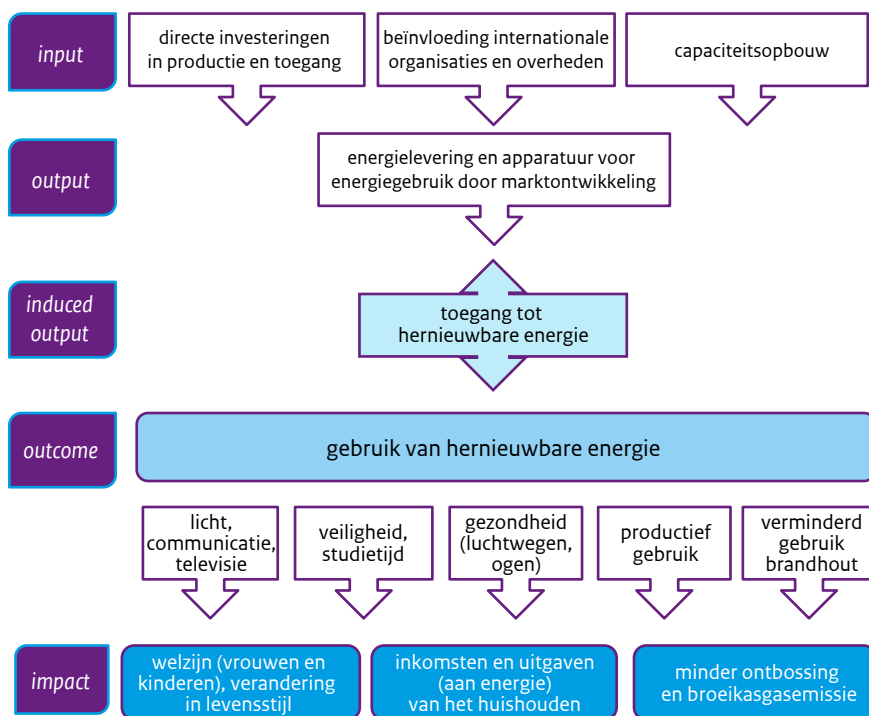 input
directe investeringen
in productie en toegang
beïnvloeding internationale
organisaties en overheden
capaciteitsopbouw
output
energielevering en apparatuur voor
energiegebruik door marktontwikkeling
induced
output
toegang tot
hernieuwbare energie
outcome
gebruik van hernieuwbare energie
licht,
communicatie,
televisie
veiligheid,
studietijd
gezondheid
(luchtwegen,
ogen)
productief
gebruik
verminderd
gebruik
brandhout
impact
welzijn (vrouwen en
kinderen), verandering
in levensstijl
inkomsten en uitgaven
(aan energie)
van het huishouden
minder ontbossing
en broeikasgasemissie